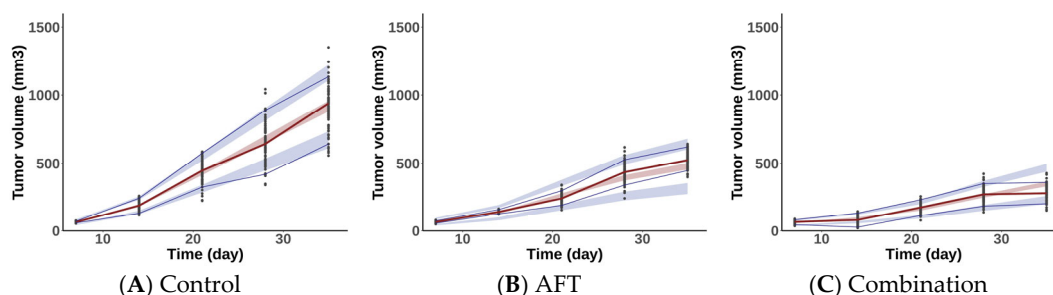 1500
1000
500
0
Tumor volume (mm3)
10 20 30
Time (day)
(A) Control
1500
1000
500
0
Tumor volume (mm3)
10 20 30
Time (day)
(B) AFT
1500
1000
500
0
Tumor volume (mm3)
10 20 30
Time (day)
(C) Combination